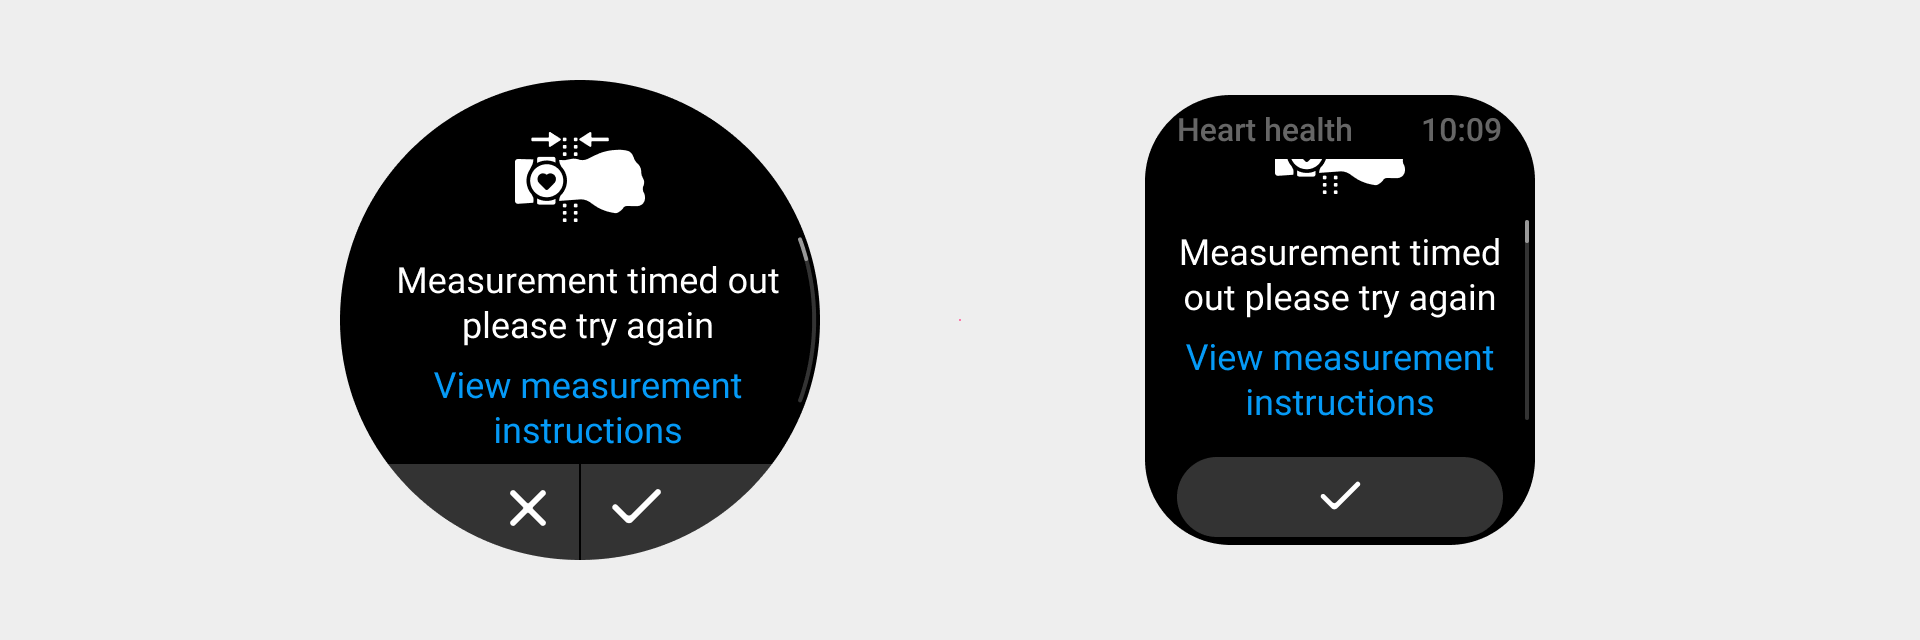 Measurement timed out
please try again
View measurement
instructions
Heart health 10:09
Measurement timed
out please try again
View measurement
instructions